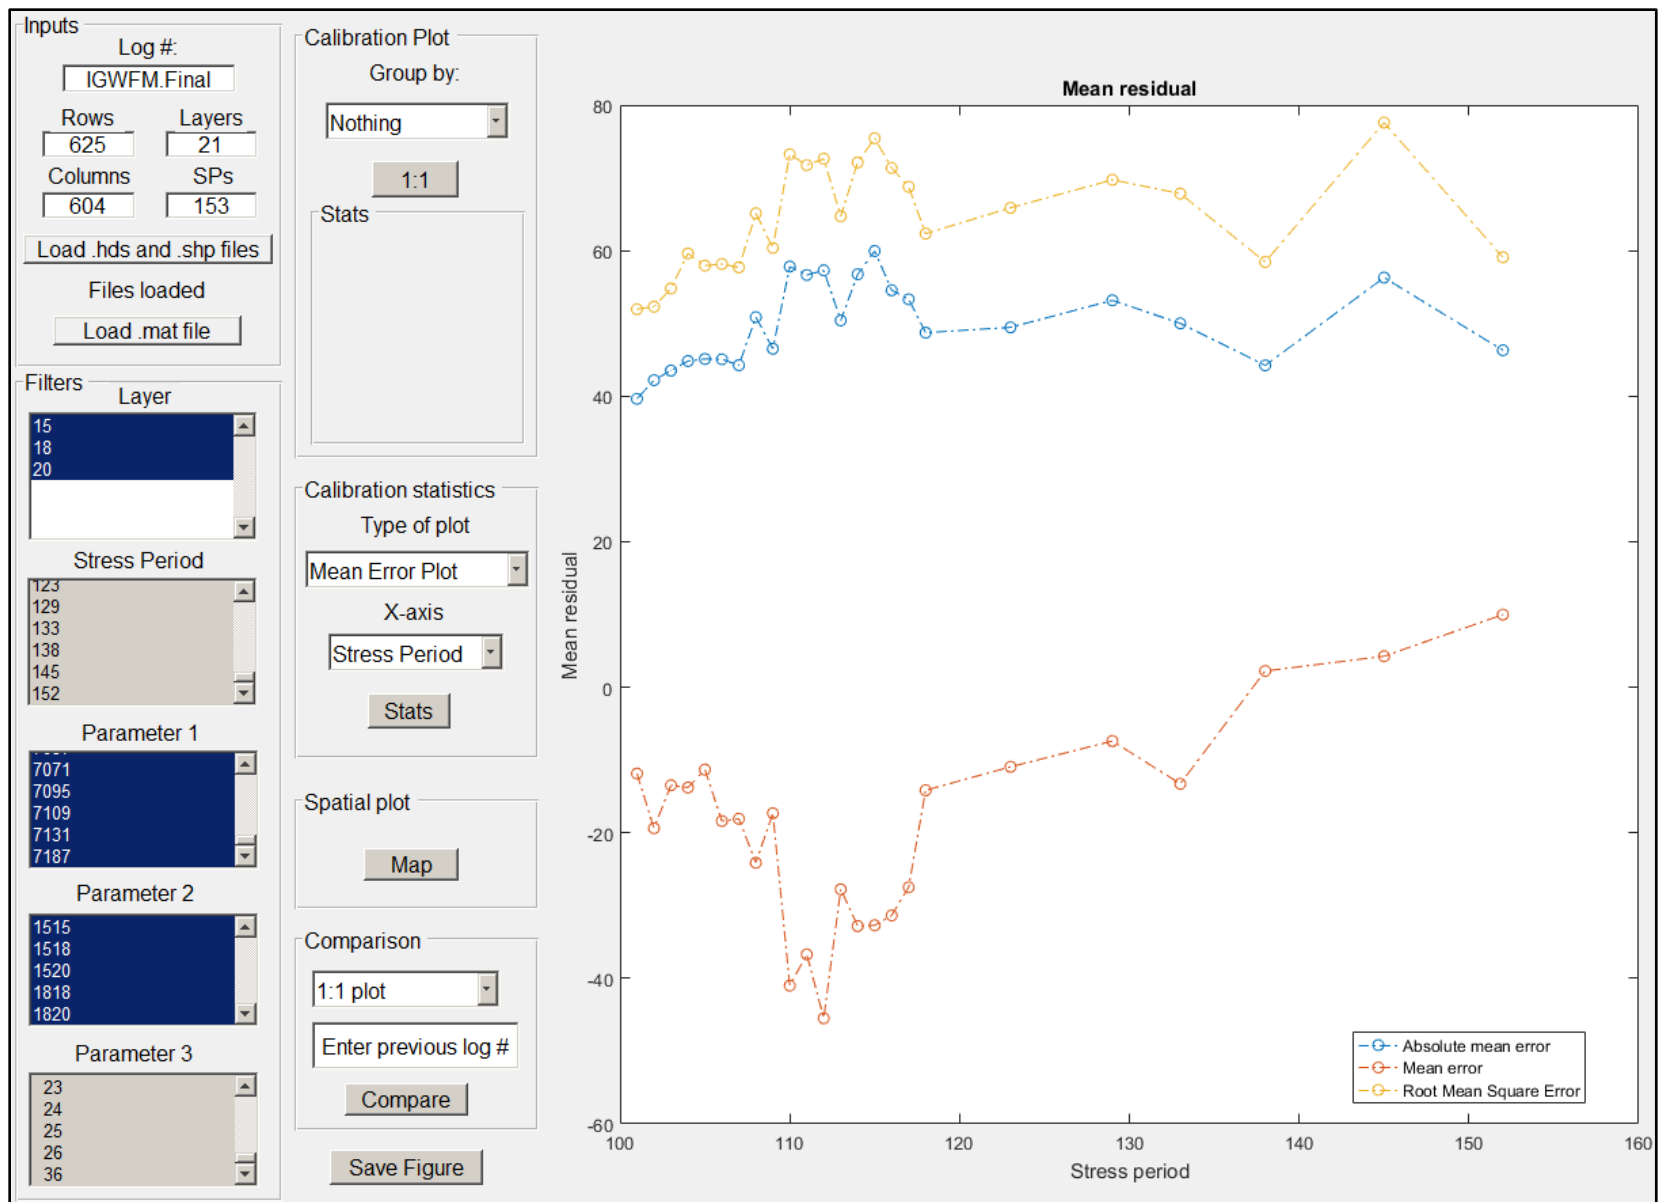 Inputs
Log #:
IGWFM.Final
Rows Layers
625 21
Columns SPs
604 153
Load .hds and .shp files
Files loaded
Load .mat file
Filters
Layer
15
18
20
Stress Period
123
129
133
138
145
152
Parameter 1
7071
7095
7109
7131
7187
Parameter 2
1515
1518
1520
1818
1820
Parameter 3
23
24
25
26
36
Calibration Plot
Group by:
Nothing
1:1
Stats
Calibration statistics
Type of plot
Mean Error Plot
X-axis
Stress Period
Stats
Spatial plot
Map
Comparison
1:1 plot
Enter previous log #
Compare
Save Figure
Mean residual
80
60
40
20
0
-20
-40
-60
Mean residual
100 110 120 130 140 150 160
Stress period
Absolute mean error
Mean error
Root Mean Square Error